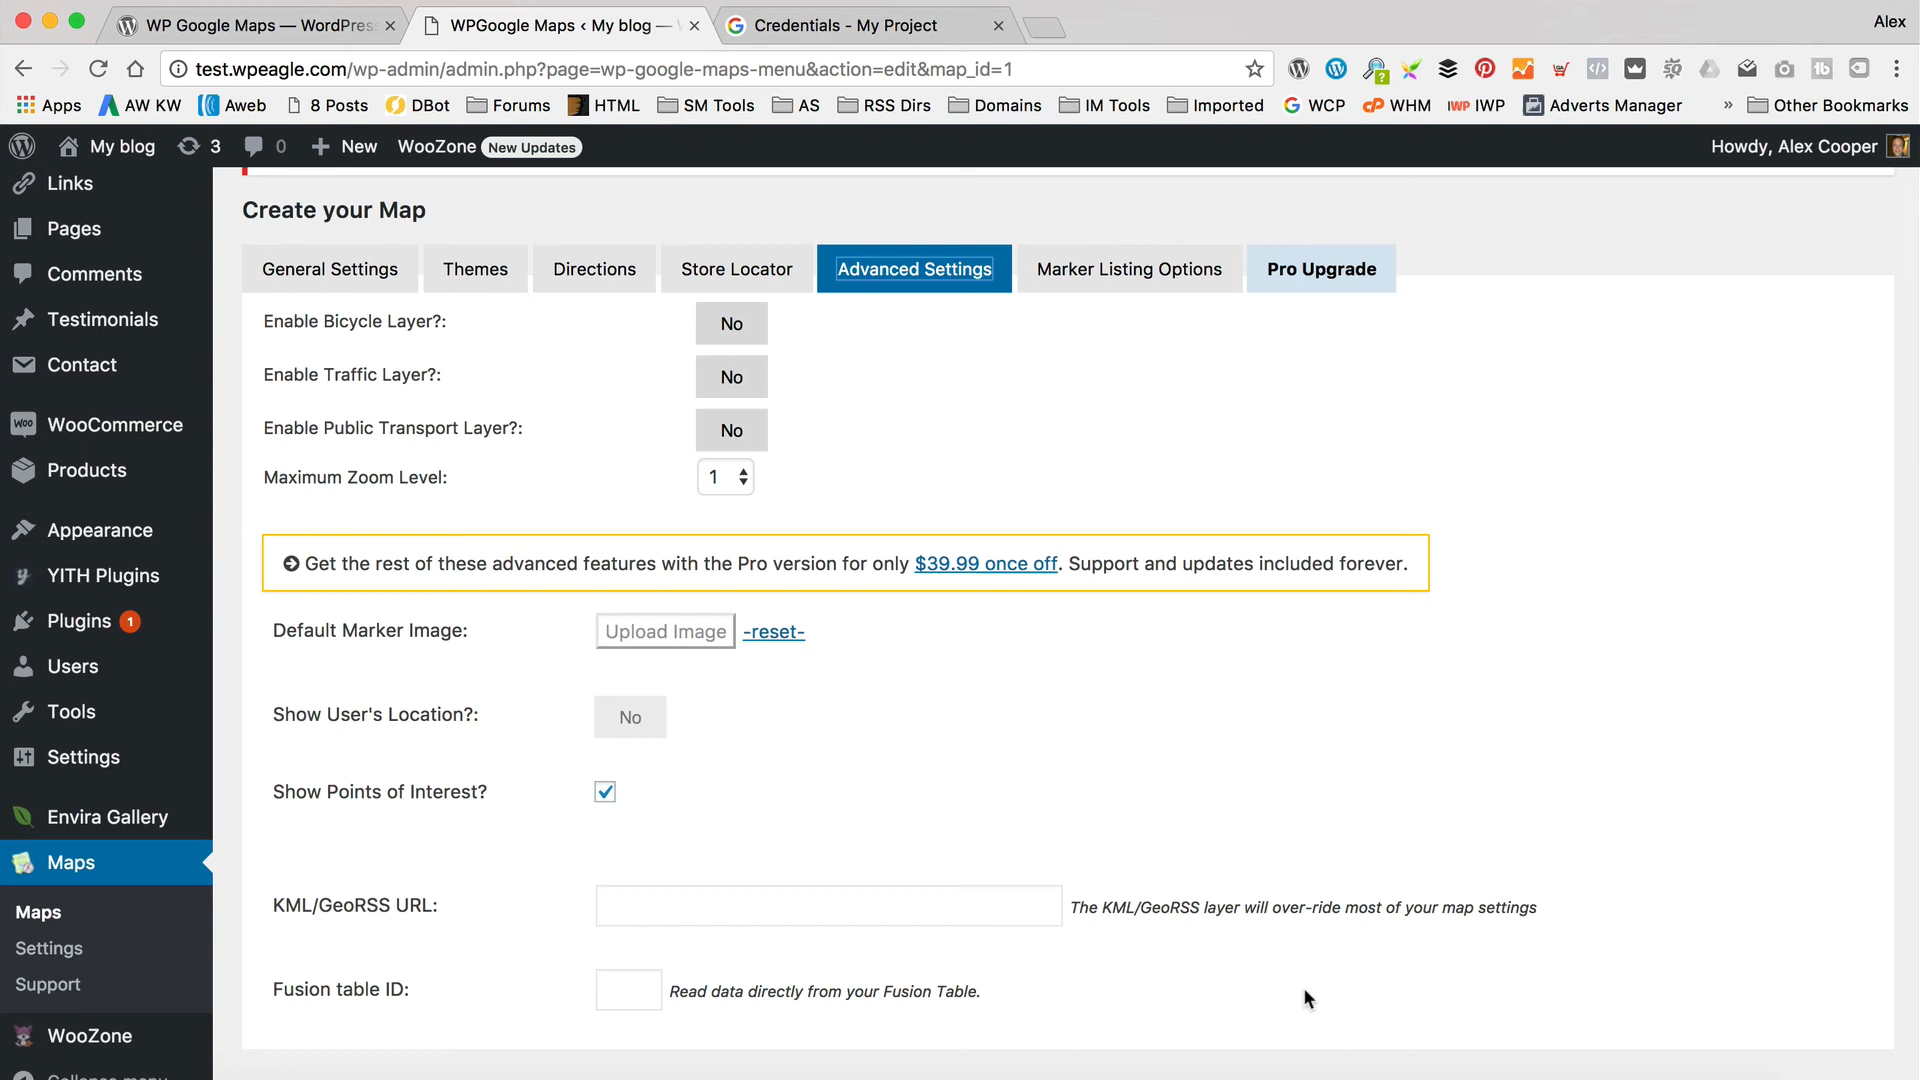 WP Google Maps — WordPress
WPGoogle Maps ‹ My blog —
Credentials - My Project
Alex
test.wpeagle.com/wp-admin/admin.php?page=wp-google-maps-menu&action=edit&map_id=1
Apps AW KW Aweb 8 Posts DBot Forums HTML SM Tools AS RSS Dirs Domains IM Tools Imported WCP WHM IWP IWP Adverts Manager » Other Bookmarks
My blog 3 0 New WooZone New Updates Howdy, Alex Cooper
Links
Pages
Comments
Testimonials
Contact
WooCommerce
Products
Appearance
YITH Plugins
Plugins 1
Users
Tools
Settings
Envira Gallery
Maps
Maps
Settings
Support
WooZone
Collapse menu
Create your Map
General Settings Themes Directions Store Locator Advanced Settings Marker Listing Options Pro Upgrade
Enable Bicycle Layer?: No
Enable Traffic Layer?: No
Enable Public Transport Layer?: No
Maximum Zoom Level: 1
Get the rest of these advanced features with the Pro version for only $39.99 once off. Support and updates included forever.
Default Marker Image: Upload Image -reset-
Show User's Location?: No
Show Points of Interest?
KML/GeoRSS URL: The KML/GeoRSS layer will over-ride most of your map settings
Fusion table ID: Read data directly from your Fusion Table.